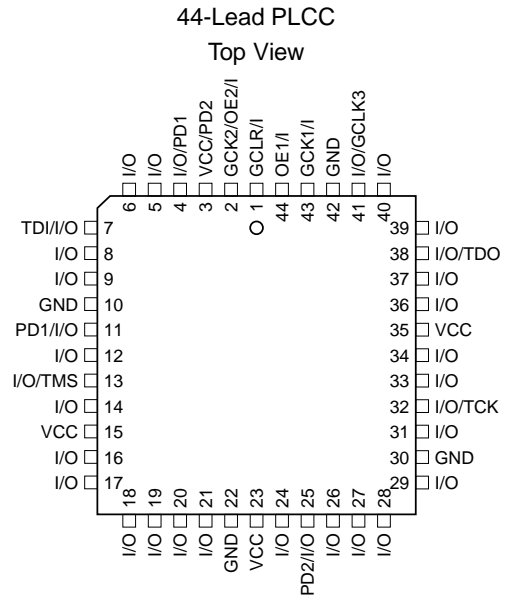 44-Lead PLCC
Top View
I/O
I/O
I/O/PD1
VCC/PD2
GCK2/OE2/I
GCLR/I
OE1/I
GCK1/I
GND
I/O/GCLK3
I/O
6
5
4
3
2
1
44
43
42
41
40
TDI/I/O 7
I/O 8
I/O 9
GND 10
PD1/I/O 11
I/O 12
I/O/TMS 13
I/O 14
VCC 15
I/O 16
I/O 17
39 I/O
38 I/O/TDO
37 I/O
36 I/O
35 VCC
34 I/O
33 I/O
32 I/O/TCK
31 I/O
30 GND
29 I/O
18
19
20
21
22
23
24
25
26
27
28
I/O
I/O
I/O
I/O
GND
VCC
I/O
PD2/I/O
I/O
I/O
I/O